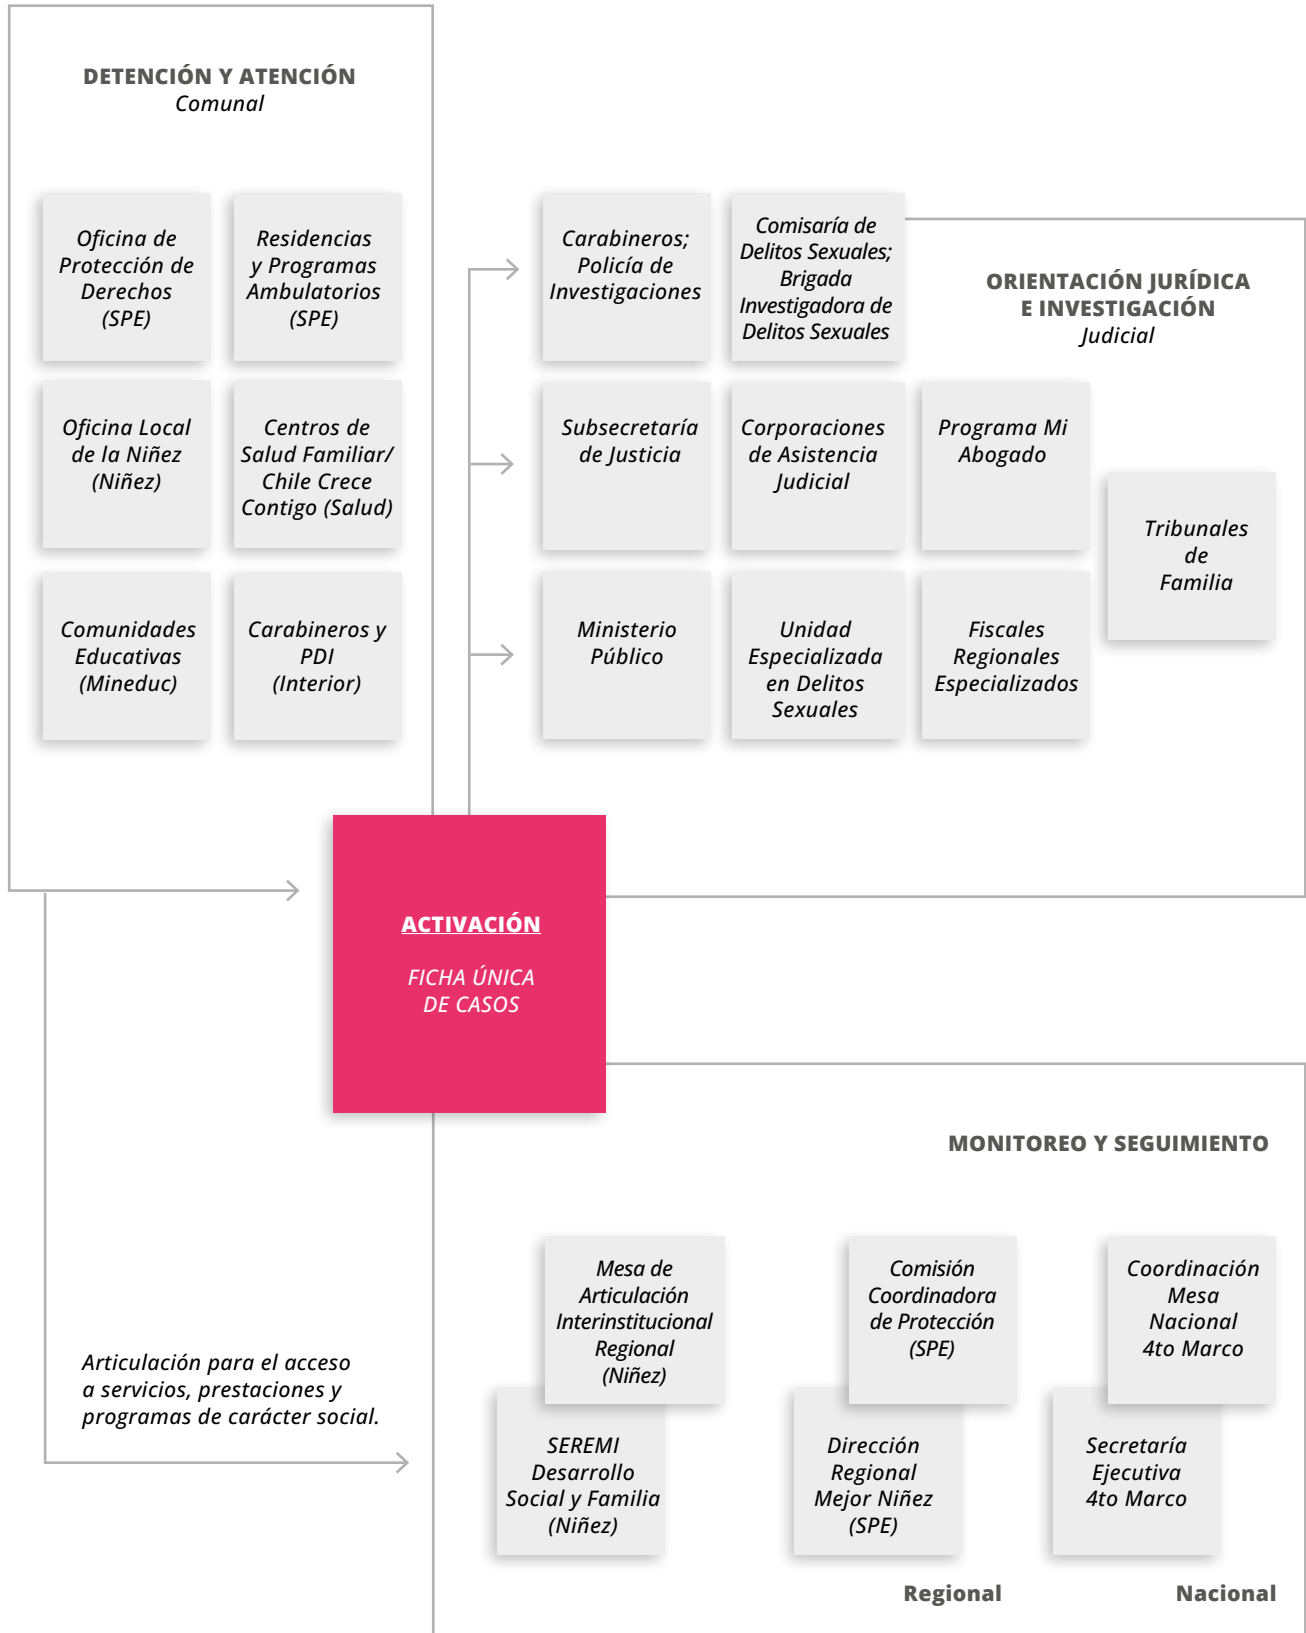 DETENCIÓN Y ATENCIÓN
Comunal
Oficina de
Protección de
Derechos
(SPE)
Residencias
y Programas
Ambulatorios
(SPE)
Oficina Local
de la Niñez
(Niñez)
Centros de
Salud Familiar/
Chile Crece
Contigo (Salud)
Comunidades
Educativas
(Mineduc)
Carabineros y
PDI
(Interior)
Carabineros;
Policía de
Investigaciones
Comisaría de
Delitos Sexuales;
Brigada
Investigadora de
Delitos Sexuales
ORIENTACIÓN JURÍDICA
E INVESTIGACIÓN
Judicial
Subsecretaría
de Justicia
Corporaciones
de Asistencia
Judicial
Programa Mi
Abogado
Tribunales
de
Familia
Ministerio
Público
Unidad
Especializada
en Delitos
Sexuales
Fiscales
Regionales
Especializados
ACTIVACIÓN
FICHA ÚNICA
DE CASOS
MONITOREO Y SEGUIMIENTO
Mesa de
Articulación
Interinstitucional
Regional
(Niñez)
Comisión
Coordinadora
de Protección
(SPE)
Coordinación
Mesa
Nacional
4to Marco
Articulación para el acceso
a servicios, prestaciones y
programas de carácter social.
SEREMI
Desarrollo
Social y Familia
(Niñez)
Dirección
Regional
Mejor Niñez
(SPE)
Secretaría
Ejecutiva
4to Marco
Regional
Nacional